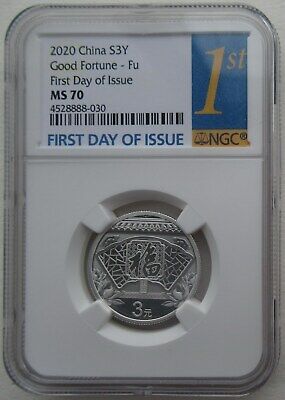 2020 China S3Y
Good Fortune - Fu
First Day of Issue
MS 70
4528888-030
1st
FIRST DAY OF ISSUE
NGC®
福
3元